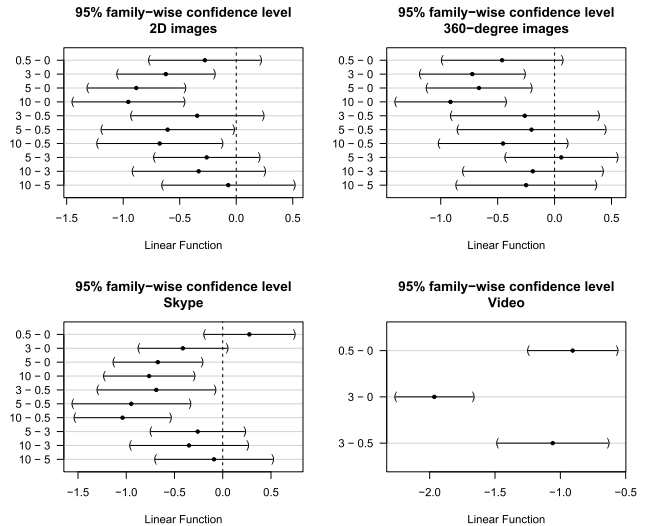 95% family−wise confidence level
2D images
0.5 − 0
3 − 0
5 − 0
10 − 0
3 − 0.5
5 − 0.5
10 − 0.5
5 − 3
10 − 3
10 − 5
−1.5 −1.0 −0.5 0.0 0.5
Linear Function
95% family−wise confidence level
360−degree images
0.5 − 0
3 − 0
5 − 0
10 − 0
3 − 0.5
5 − 0.5
10 − 0.5
5 − 3
10 − 3
10 − 5
−1.0 −0.5 0.0
Linear Function
95% family−wise confidence level
Skype
0.5 − 0
3 − 0
5 − 0
10 − 0
3 − 0.5
5 − 0.5
10 − 0.5
5 − 3
10 − 3
10 − 5
−1.5 −1.0 −0.5 0.0 0.5
Linear Function
95% family−wise confidence level
Video
0.5 − 0
3 − 0
3 − 0.5
−2.0 −1.5 −1.0 −0.5
Linear Function